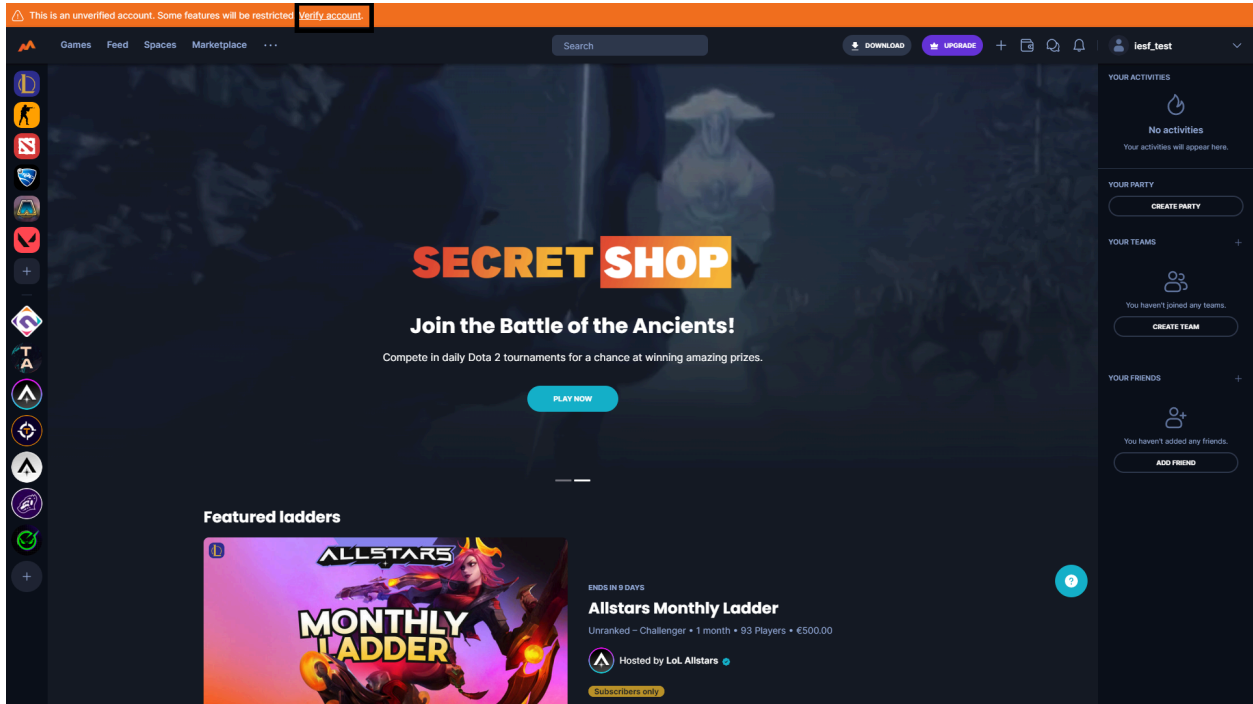 This is an unverified account. Some features will be restricted. Verify account.
Games Feed Spaces Marketplace ···
Search
DOWNLOAD
UPGRADE
iesf_test
YOUR ACTIVITIES
No activities
Your activities will appear here.
YOUR PARTY
CREATE PARTY
YOUR TEAMS
You haven't joined any teams.
CREATE TEAM
YOUR FRIENDS
You haven't added any friends.
ADD FRIEND
TA
SECRET SHOP
Join the Battle of the Ancients!
Compete in daily Dota 2 tournaments for a chance at winning amazing prizes.
PLAY NOW
Featured ladders
ALLSTARS
MONTHLY
LADDER
ENDS IN 9 DAYS
Allstars Monthly Ladder
Unranked – Challenger • 1 month • 93 Players • €500.00
Hosted by LoL Allstars
Subscribers only